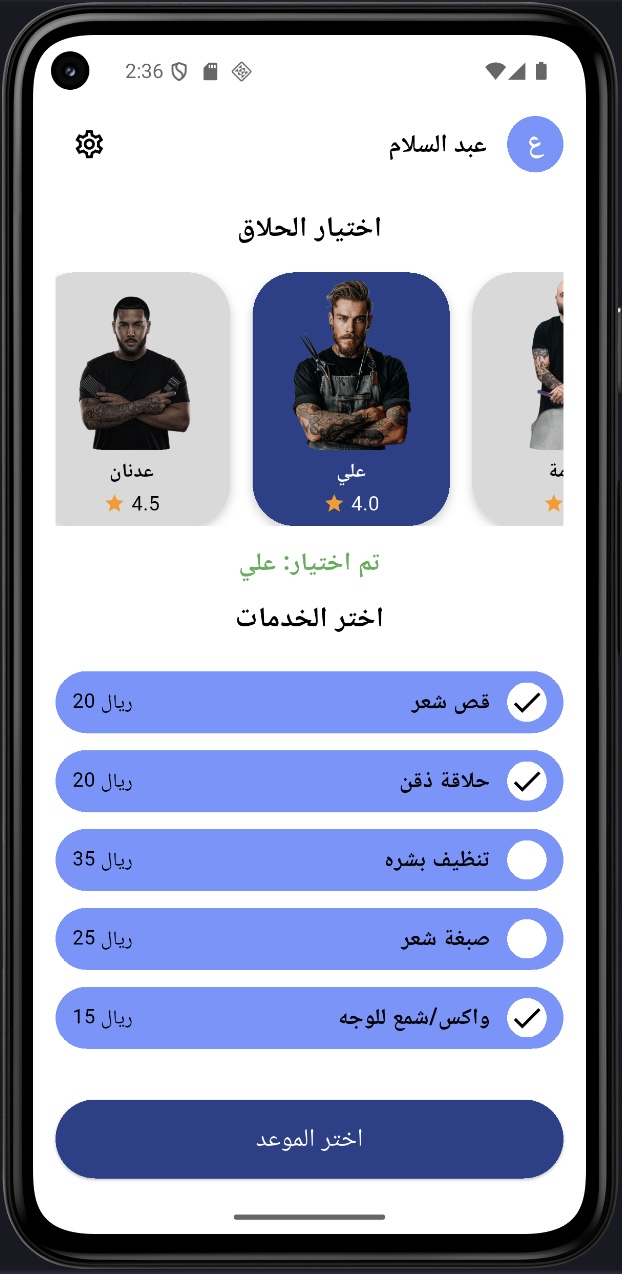 2:36
عبد السلام
ع
اختيار الحلاق
عدنان
4.5
علي
4.0
مة
تم اختيار: علي
اختر الخدمات
قص شعر
20 ريال
حلاقة ذقن
20 ريال
تنظيف بشره
35 ريال
صبغة شعر
25 ريال
واكس/شمع للوجه
15 ريال
اختر الموعد